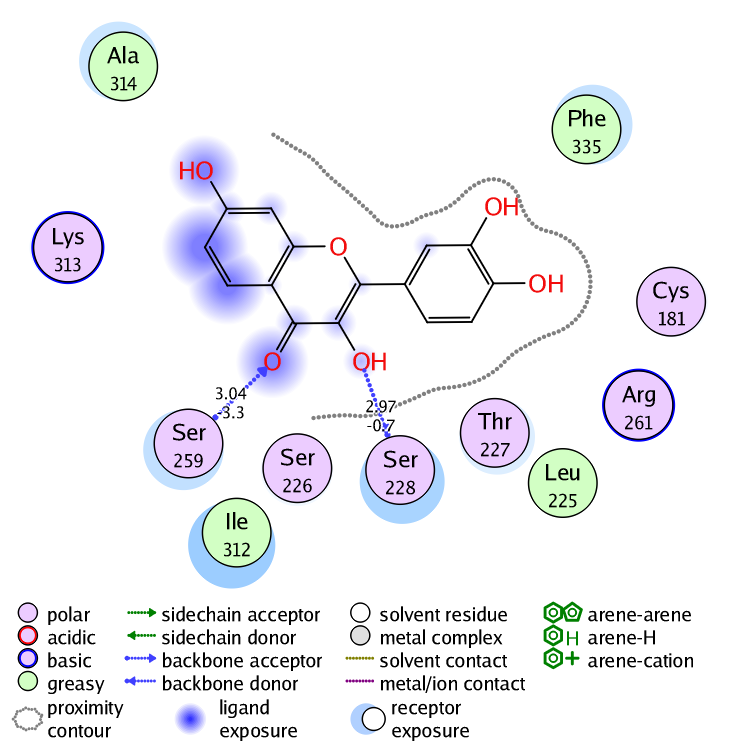 Ala
314
Phe
335
HO
OH
O
Lys
313
OH
Cys
181
O
OH
3.04
-3.3
2.97
-0.7
Arg
261
Ser
259
Thr
227
Ser
226
Ser
228
Leu
225
Ile
312
polar sidechain acceptor solvent residue arene-arene
acidic sidechain donor metal complex H arene-H
basic backbone acceptor solvent contact + arene-cation
greasy backbone donor metal/ion contact
proximity
contour
ligand
exposure
receptor
exposure